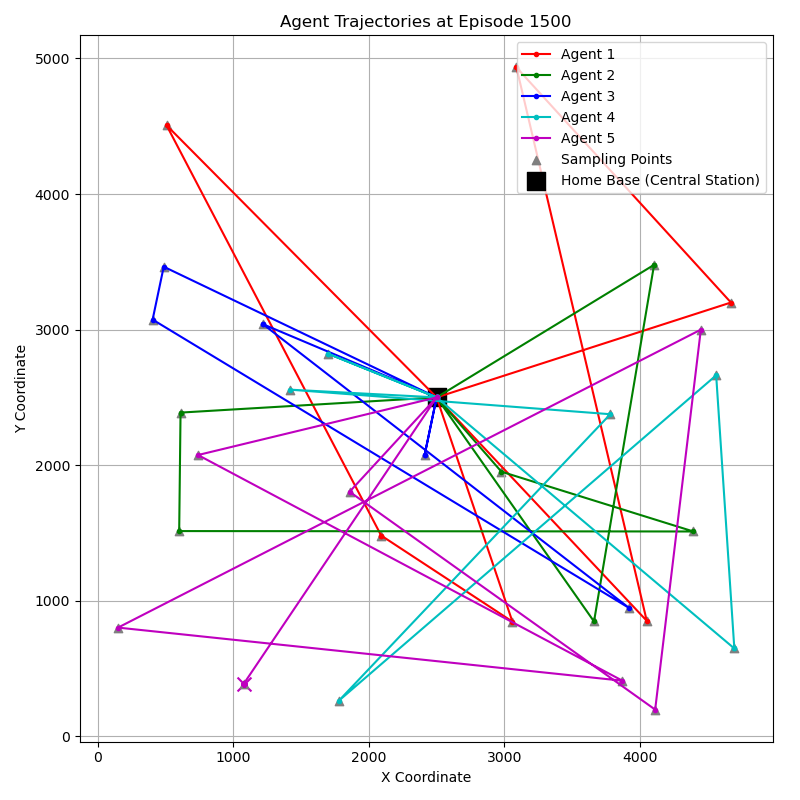 Agent Trajectories at Episode 1500
Agent 1
Agent 2
Agent 3
Agent 4
Agent 5
Sampling Points
Home Base (Central Station)
Y Coordinate
5000
4000
3000
2000
1000
0
0 1000 2000 3000 4000
X Coordinate